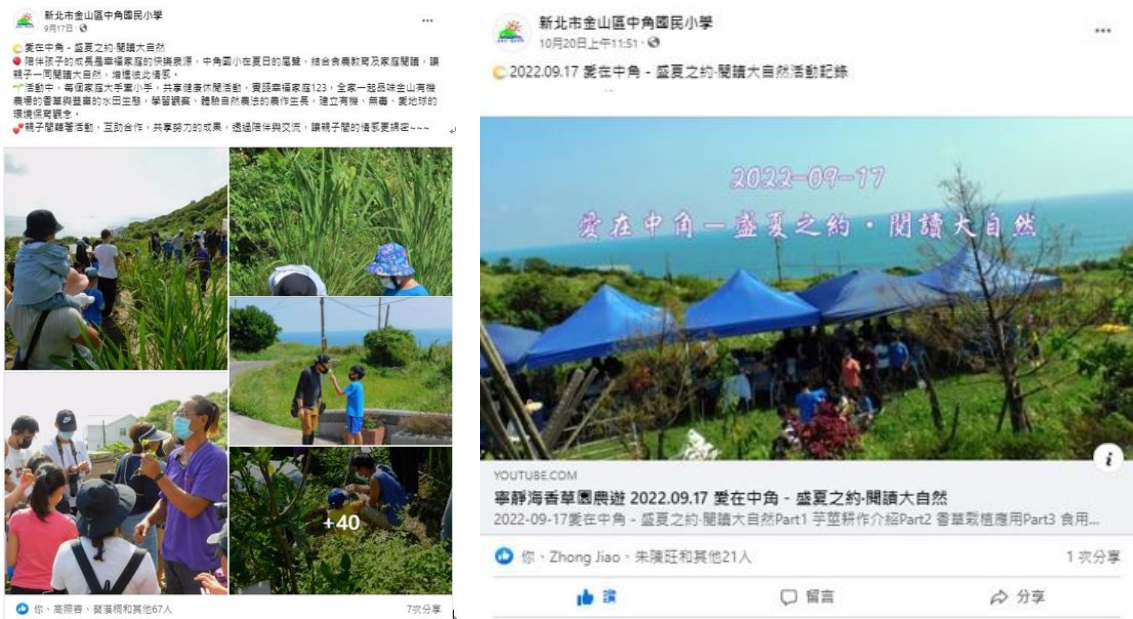 新北市金山區中角國民小學
9月17日
愛在中角 - 盛夏之約‧閱讀大自然
陪伴孩子的成長是幸福家庭的快樂泉源，中角國小在夏日的尾聲，結合食農教育及家庭閱讀，讓
親子一同閱讀大自然，增進彼此情感。
活動中，每個家庭大手牽小手，共享健康休閒活動，實踐幸福家庭123，全家一起品味金山有機
農場的香草與豐富的水田生態，學習觀察、體驗自然農法的農作生長，建立有機、無毒、愛地球的
環境保育觀念。
親子間藉著活動，互助合作，共享努力的成果，透過陪伴與交流，讓親子間的情感更綿密~~~
+40
你、高照春、蔡漢桐和其他67人
7次分享
新北市金山區中角國民小學
10月20日上午11:51
2022.09.17 愛在中角 - 盛夏之約‧閱讀大自然活動記錄
2022-09-17
愛在中角－盛夏之約‧閱讀大自然
YOUTUBE.COM
寧靜海香草園農遊 2022.09.17 愛在中角 - 盛夏之約‧閱讀大自然
2022-09-17愛在中角 - 盛夏之約‧閱讀大自然Part1 芋莖耕作介紹Part2 香草栽植應用Part3 食用...
你、Zhong Jiao、朱陳旺和其他21人
1 次分享
讚
留言
分享